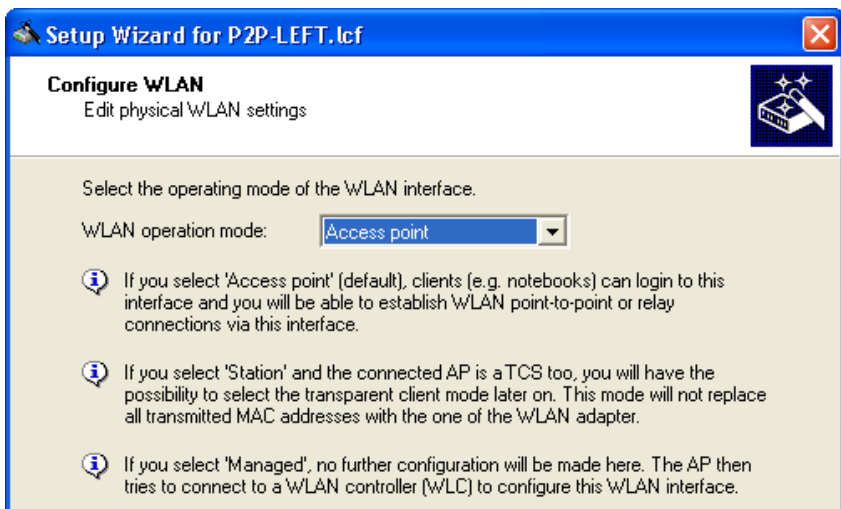 Setup Wizard for P2P-LEFT.lcf
Configure WLAN
Edit physical WLAN settings
Select the operating mode of the WLAN interface.
WLAN operation mode: Access point
If you select 'Access point' (default), clients (e.g. notebooks) can login to this
interface and you will be able to establish WLAN point-to-point or relay
connections via this interface.
If you select 'Station' and the connected AP is a TCS too, you will have the
possibility to select the transparent client mode later on. This mode will not replace
all transmitted MAC addresses with the one of the WLAN adapter.
If you select 'Managed', no further configuration will be made here. The AP then
tries to connect to a WLAN controller (WLC) to configure this WLAN interface.